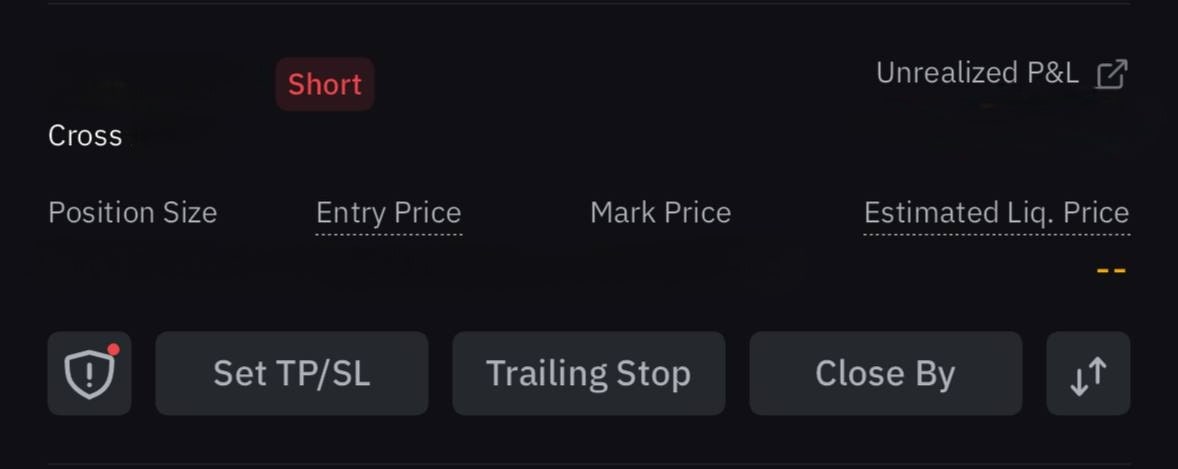 Short
Unrealized P&L
Cross
Position Size Entry Price Mark Price Estimated Liq. Price
--
Set TP/SL Trailing Stop Close By